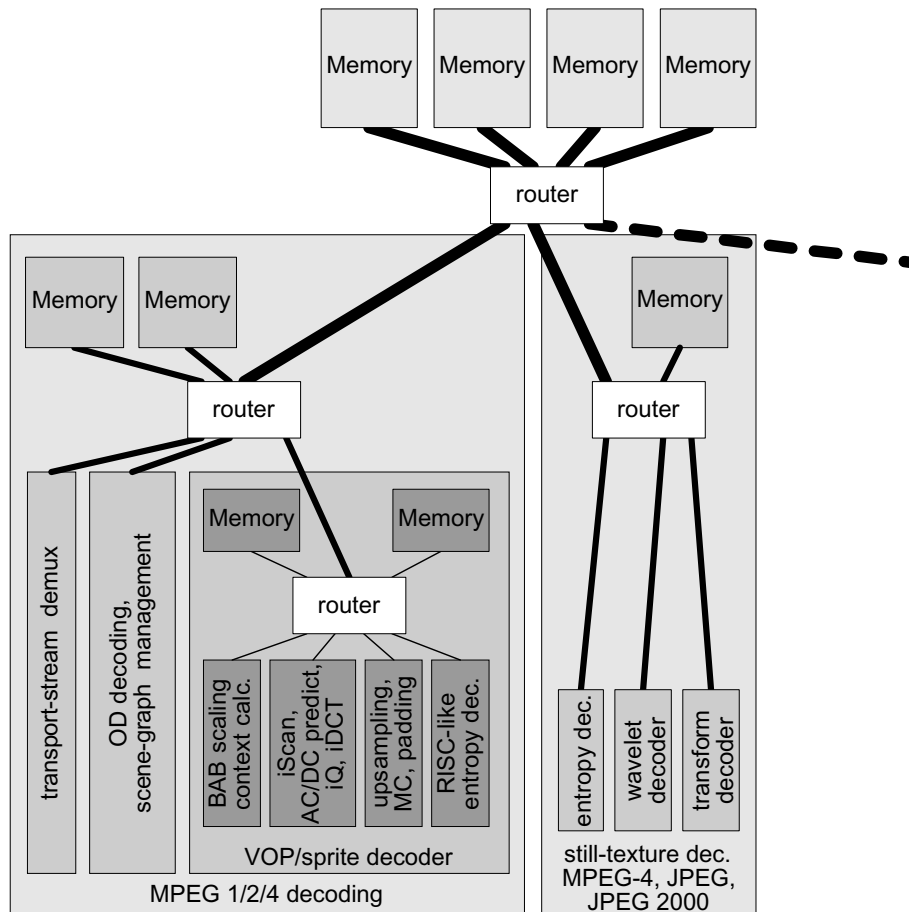 Memory
Memory
Memory
Memory
router
Memory
Memory
router
transport-stream demux
OD decoding,
scene-graph management
Memory
Memory
router
BAB scaling
context calc.
iScan,
AC/DC predict,
iQ, iDCT
upsampling,
MC, padding
RISC-like
entropy dec.
VOP/sprite decoder
MPEG 1/2/4 decoding
Memory
router
entropy dec.
wavelet
decoder
transform
decoder
still-texture dec.
MPEG-4, JPEG,
JPEG 2000